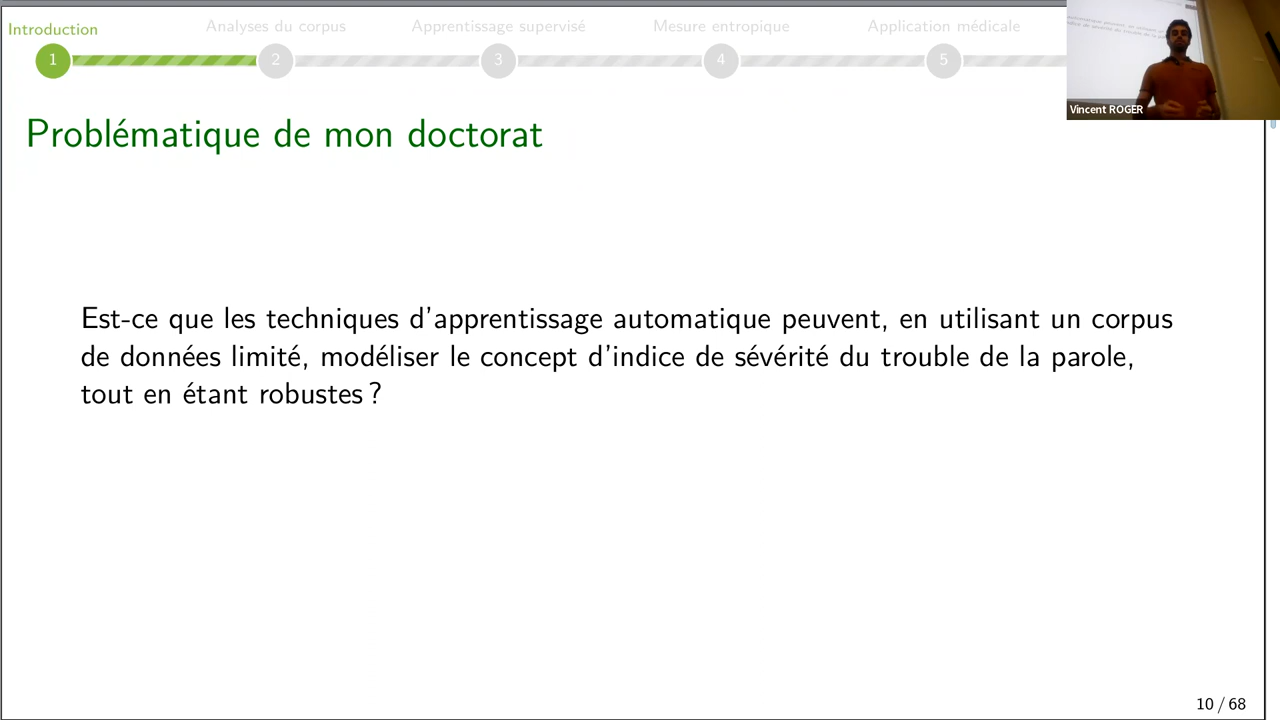 Introduction
Analyses du corpus
Apprentissage supervisé
Mesure entropique
Application médicale
1
2
3
4
5
Vincent ROGER
Problématique de mon doctorat
Est-ce que les techniques d'apprentissage automatique peuvent, en utilisant un corpus
de données limité, modéliser le concept d'indice de sévérité du trouble de la parole,
tout en étant robustes ?
10 / 68